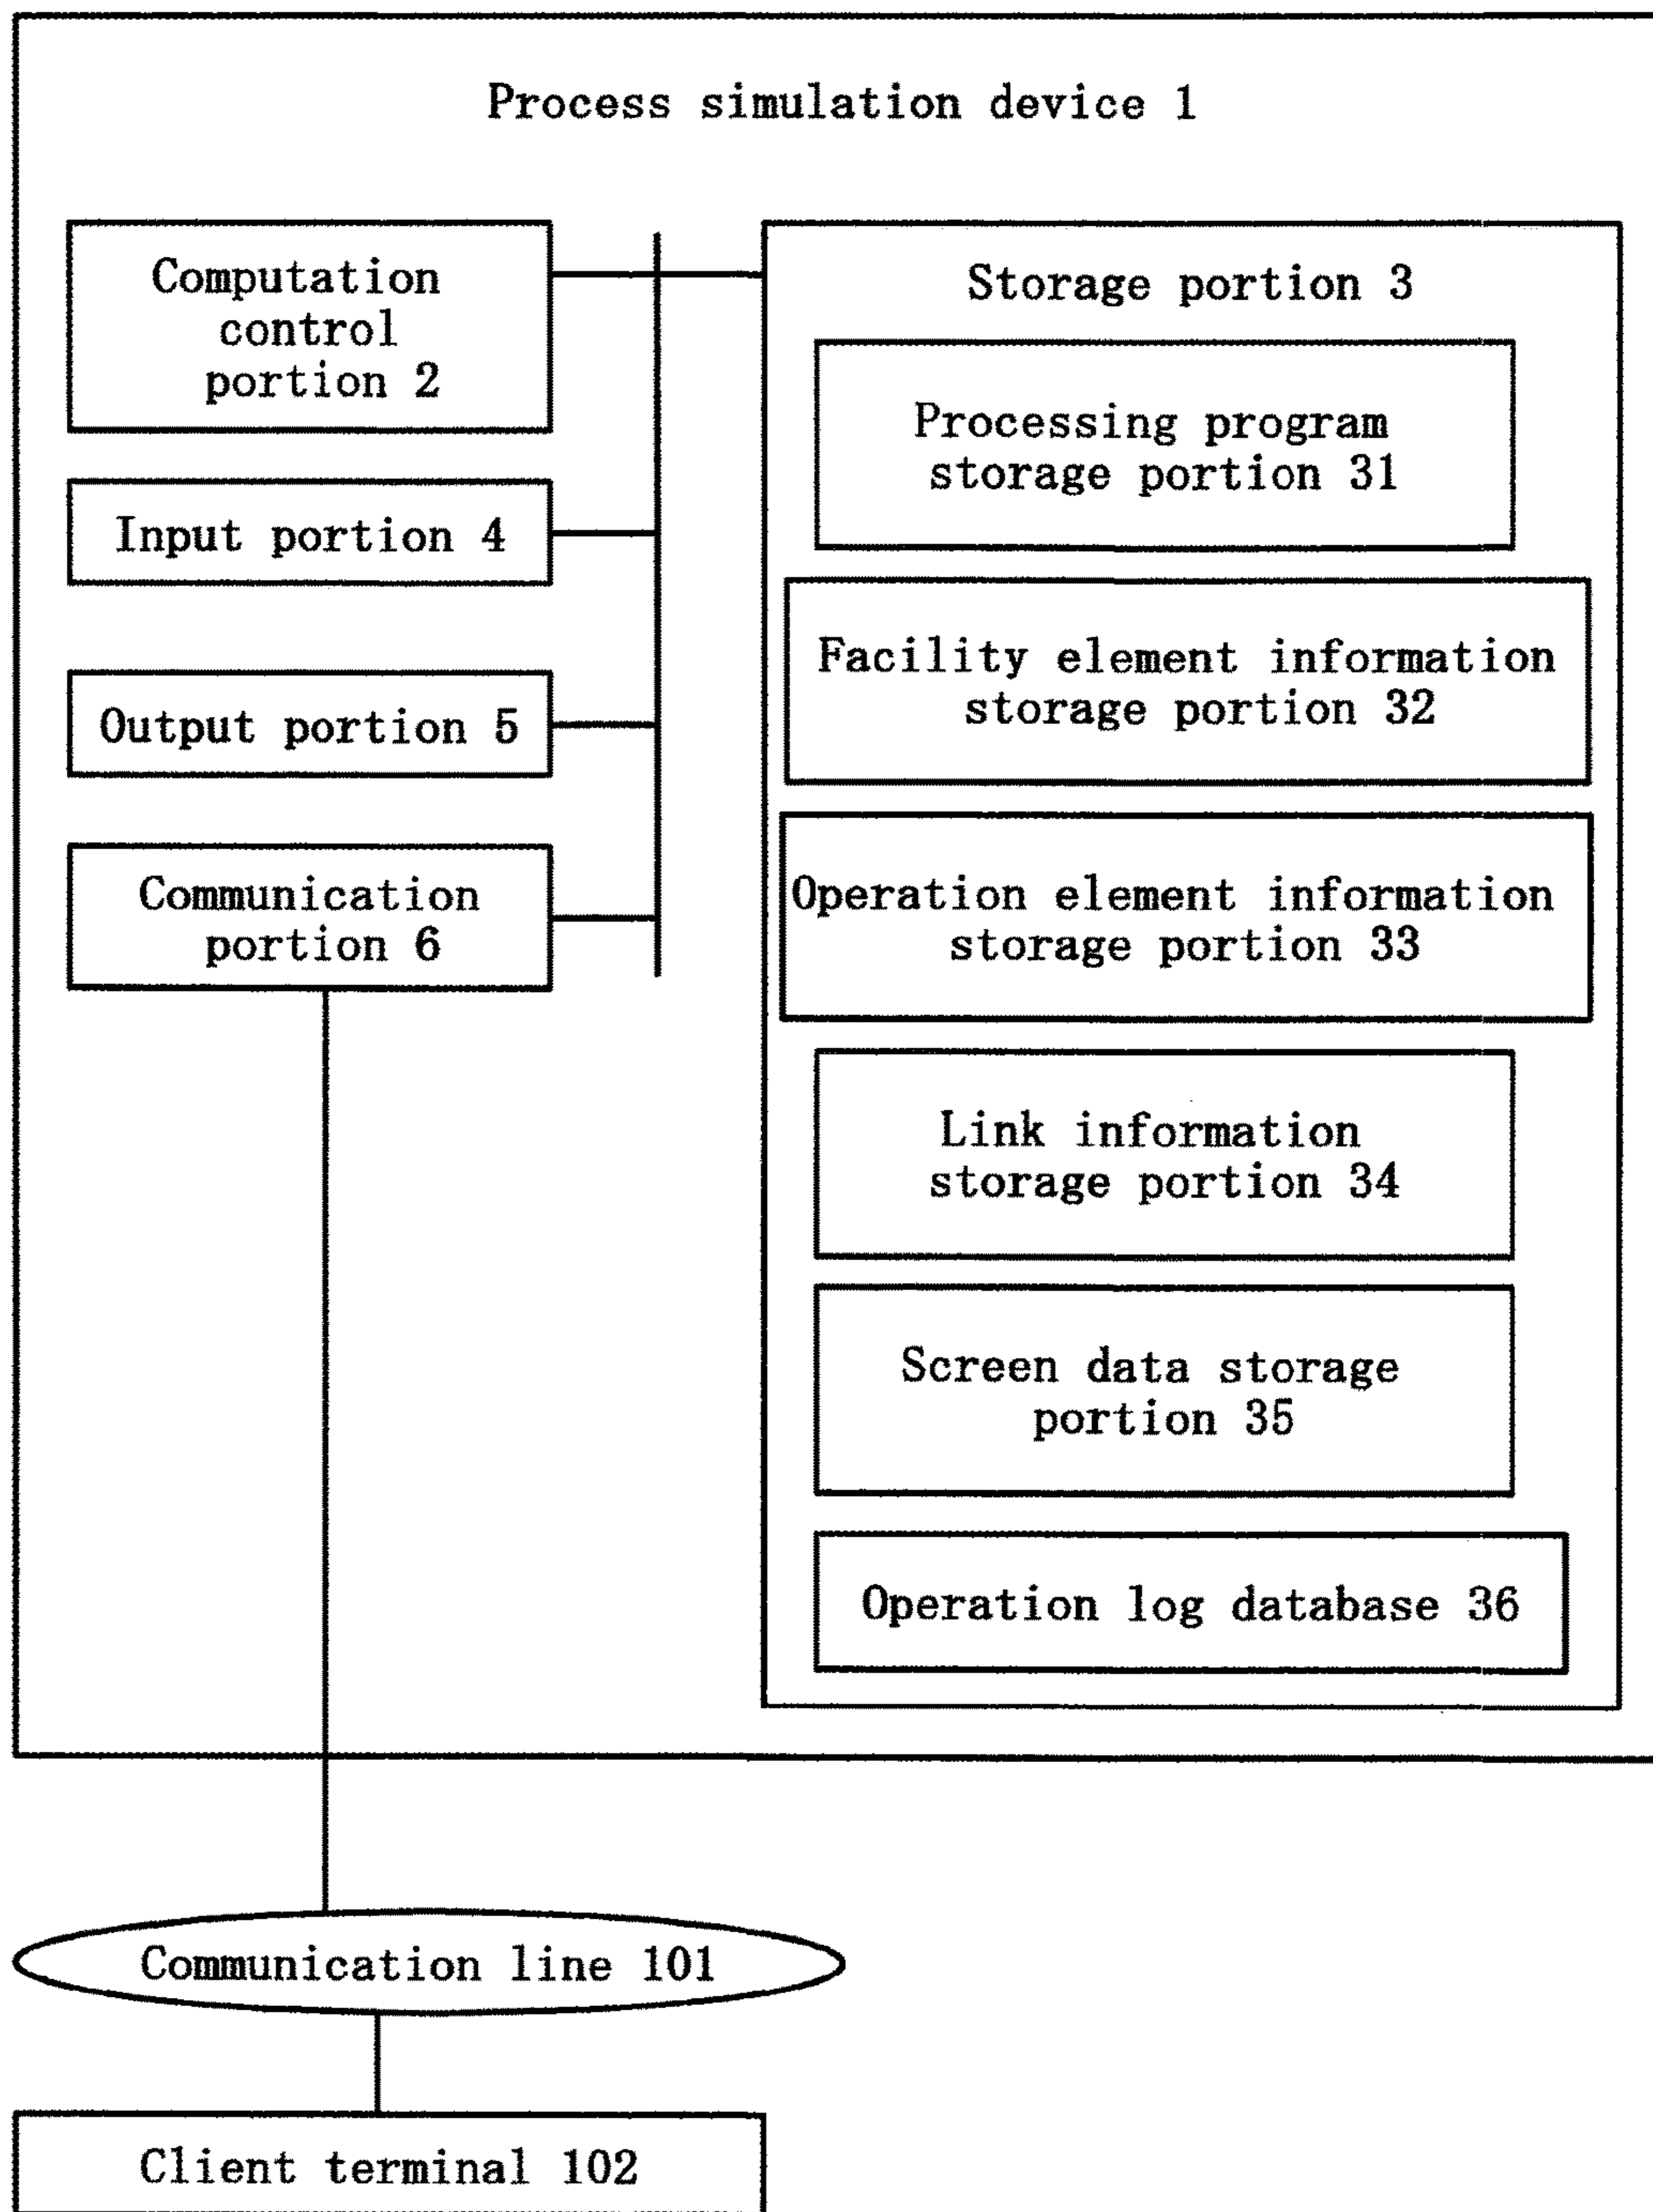 Process simulation device 1
Computation
control
portion 2
Input portion 4
Output portion 5
Communication
portion 6
Storage portion 3
Processing program
storage portion 31
Facility element information
storage portion 32
Operation element information
storage portion 33
Link information
storage portion 34
Screen data storage
portion 35
Operation log database 36
Communication line 101
Client terminal 102